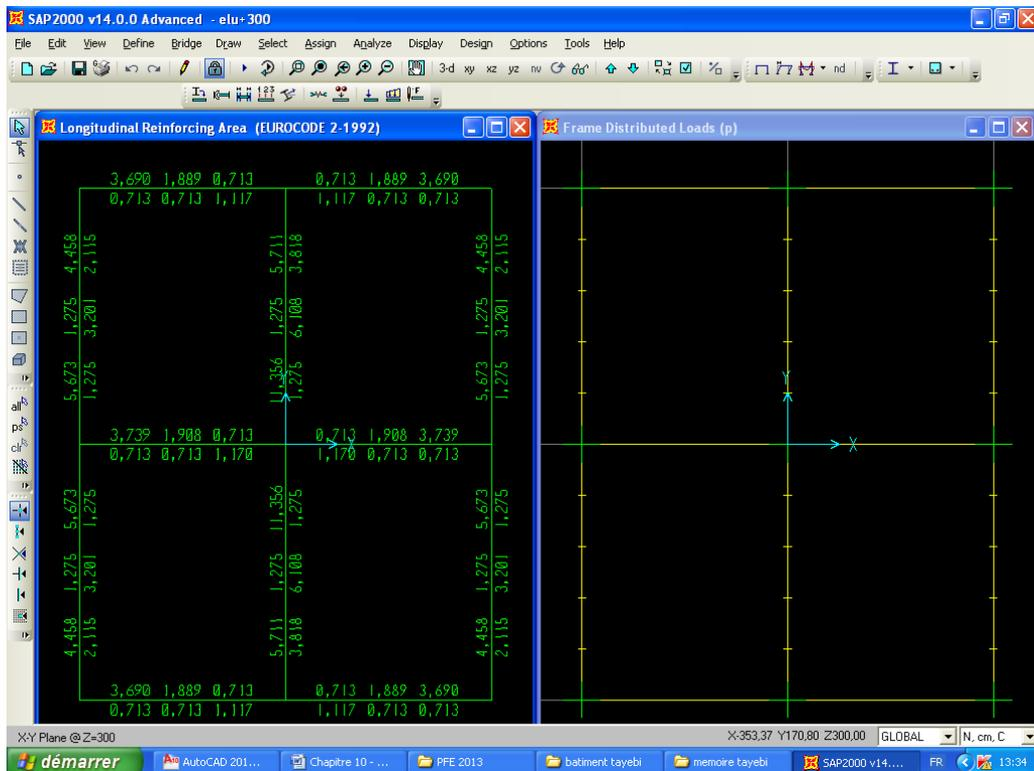 SAP2000 v14.0.0 Advanced - elu+300
File Edit View Define Bridge Draw Select Assign Analyze Display Design Options Tools Help
3-d xy xz yz nv
nd
Longitudinal Reinforcing Area (EUROCODE 2-1992)
Frame Distributed Loads (p)
all
ps
clr
3,690 1,889 0,713 0,713 1,889 3,690
0,713 0,713 1,117 1,117 0,713 0,713
4,458 2,115 5,711 3,818 4,458 2,115
1,275 3,201 1,275 6,108 1,275 3,201
5,673 1,275 11,356 1,275 5,673 1,275
Y
Y
3,739 1,908 0,713 0,713 1,908 3,739
X
X
0,713 0,713 1,170 1,170 0,713 0,713
5,673 1,275 11,356 1,275 5,673 1,275
1,275 3,201 1,275 6,108 1,275 3,201
4,458 2,115 5,711 3,818 4,458 2,115
3,690 1,889 0,713 0,713 1,889 3,690
0,713 0,713 1,117 1,117 0,713 0,713
X-Y Plane @ Z=300
X-353,37 Y170,80 Z300,00
GLOBAL
N, cm, C
démarrer
AutoCAD 201...
Chapitre 10 - ...
PFE 2013
batiment tayebi
memoire tayebi
SAP2000 v14....
FR
13:34